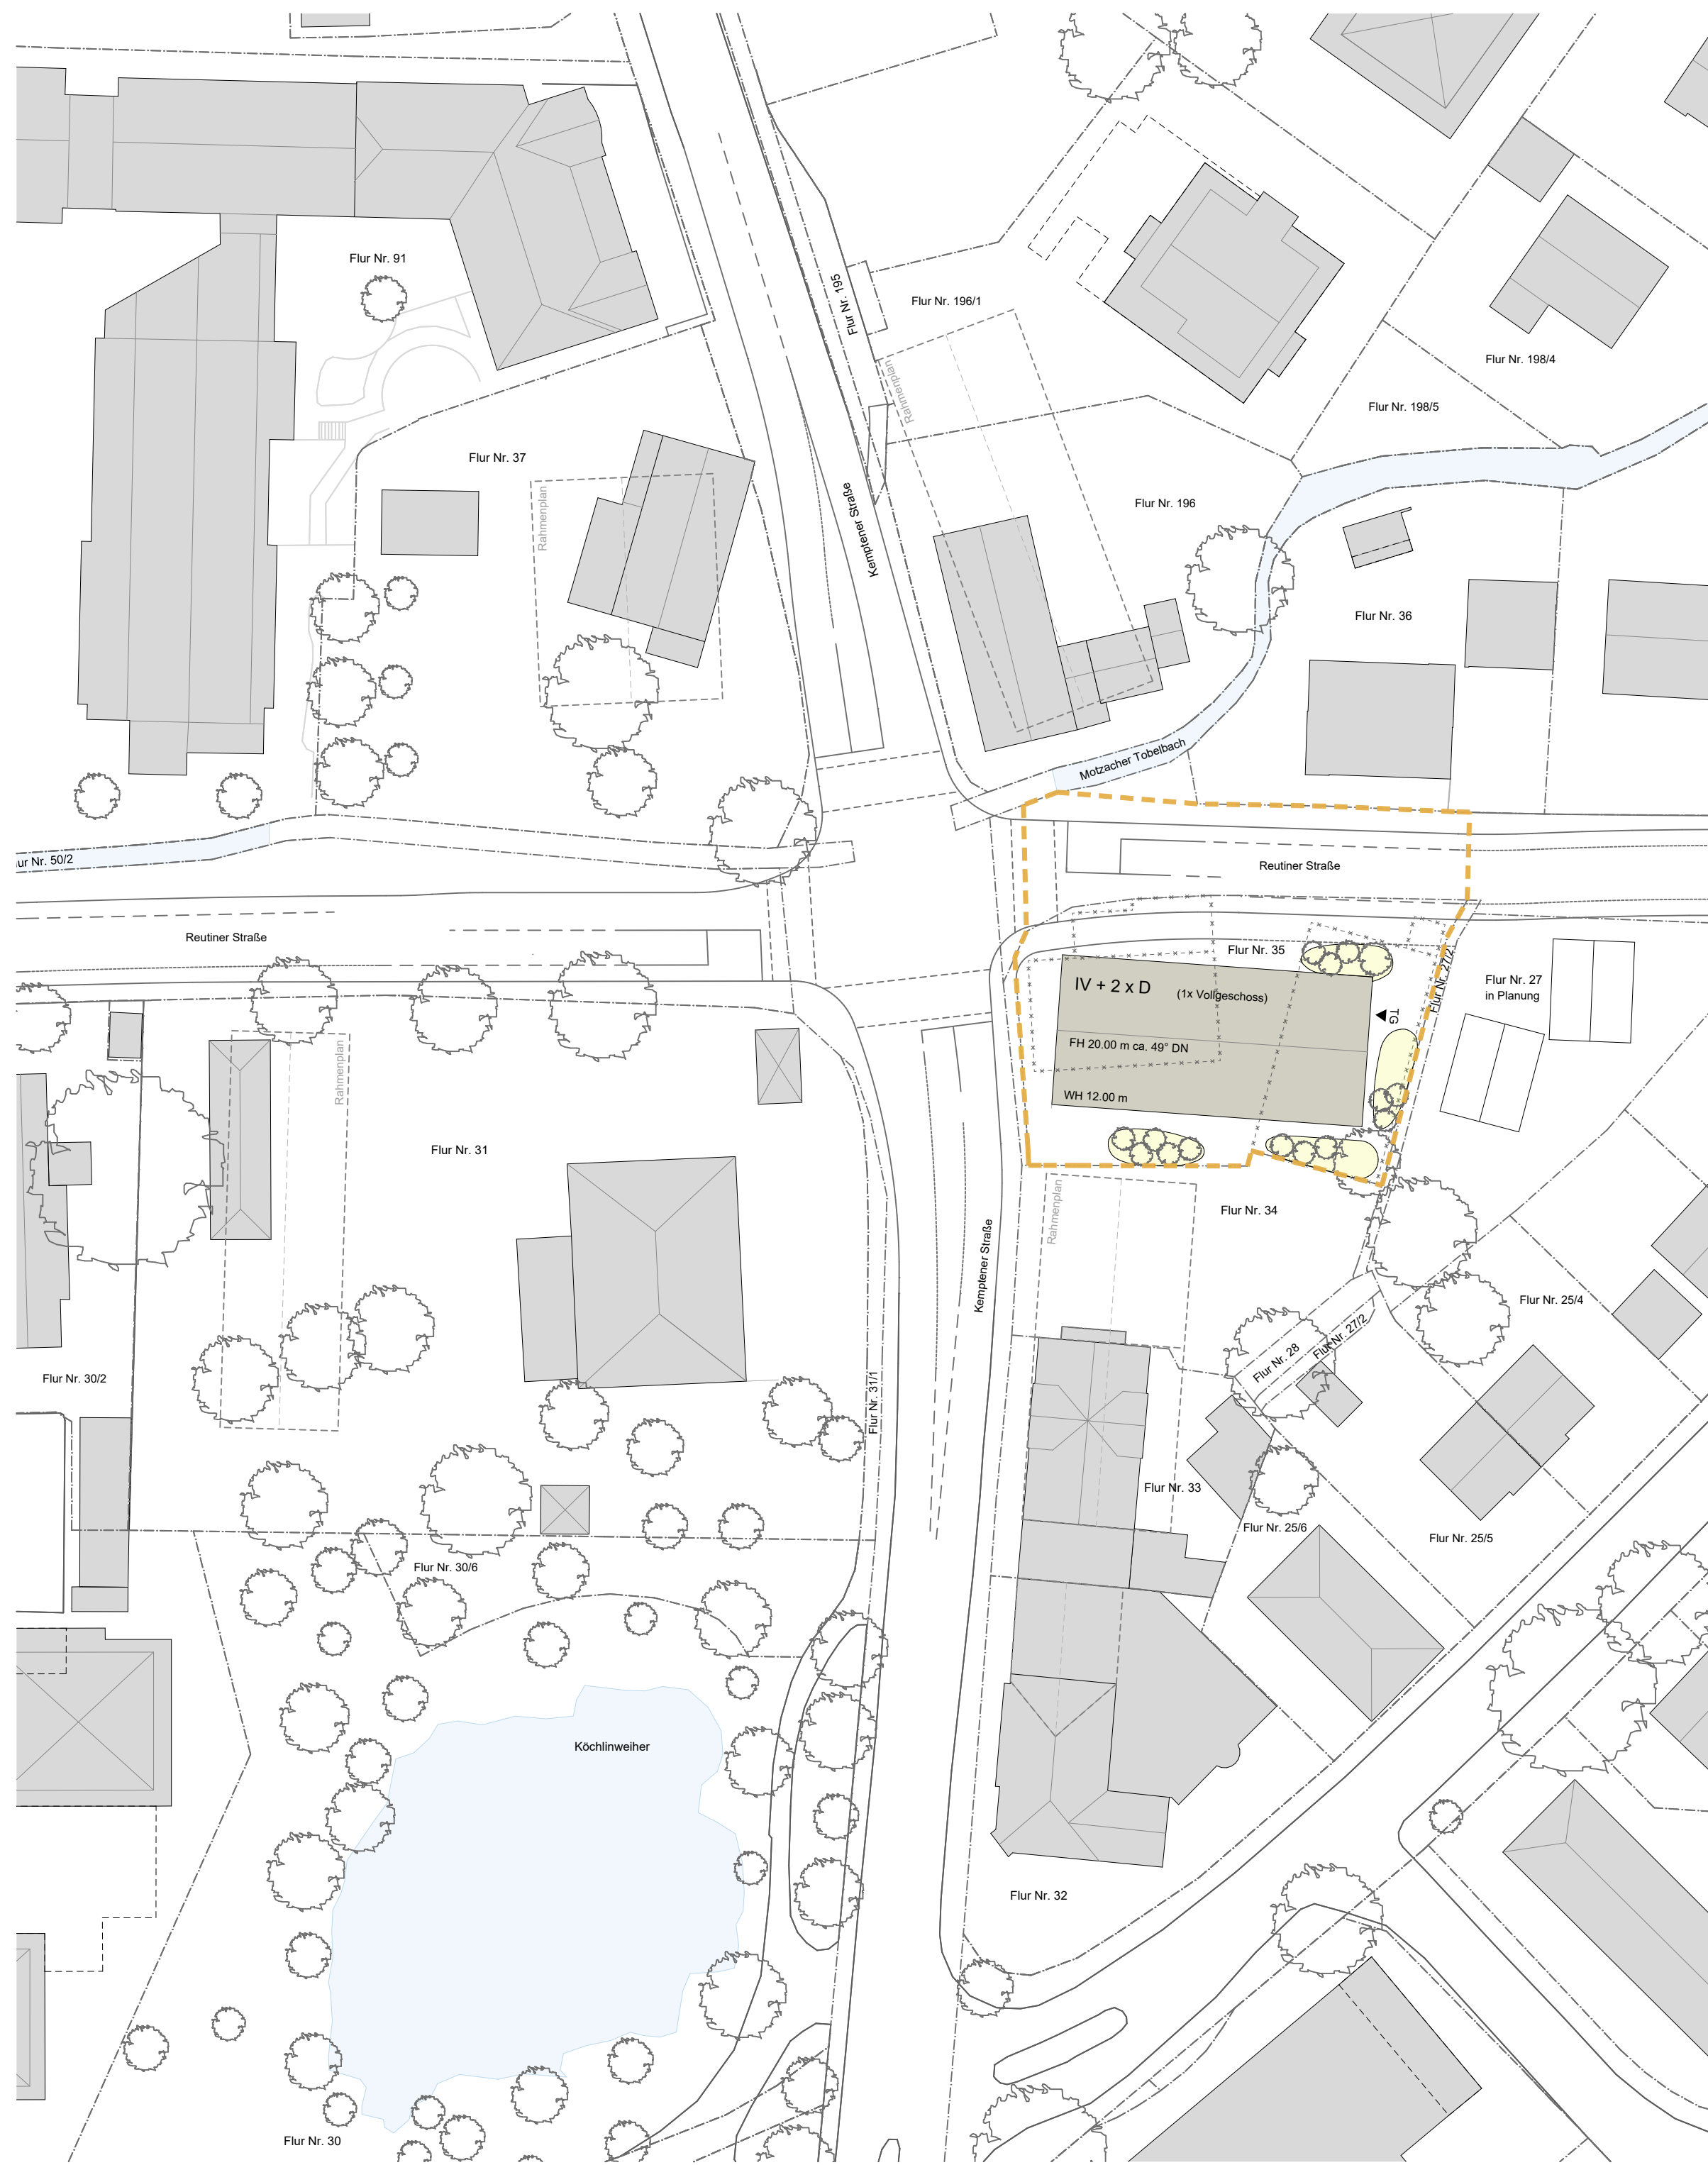 Flur Nr. 91
Flur Nr. 195
Flur Nr. 196/1
Rahmenplan
Flur Nr. 198/4
Flur Nr. 198/5
Flur Nr. 37
Rahmenplan
Kemptener Straße
Flur Nr. 196
Flur Nr. 36
Motzacher Tobelbach
ur Nr. 50/2
Reutiner Straße
Reutiner Straße
Flur Nr. 35
Flur Nr. 27/2
Flur Nr. 27
in Planung
IV + 2 x D (1x Vollgeschoss)
TG
FH 20.00 m ca. 49° DN
WH 12.00 m
Rahmenplan
Flur Nr. 31
Rahmenplan
Flur Nr. 34
Kemptener Straße
Flur Nr. 25/4
Flur Nr. 28
Flur Nr. 27/2
Flur Nr. 30/2
Flur Nr. 31/1
Flur Nr. 33
Flur Nr. 25/6
Flur Nr. 25/5
Flur Nr. 30/6
Köchlinweiher
Flur Nr. 32
Flur Nr. 30